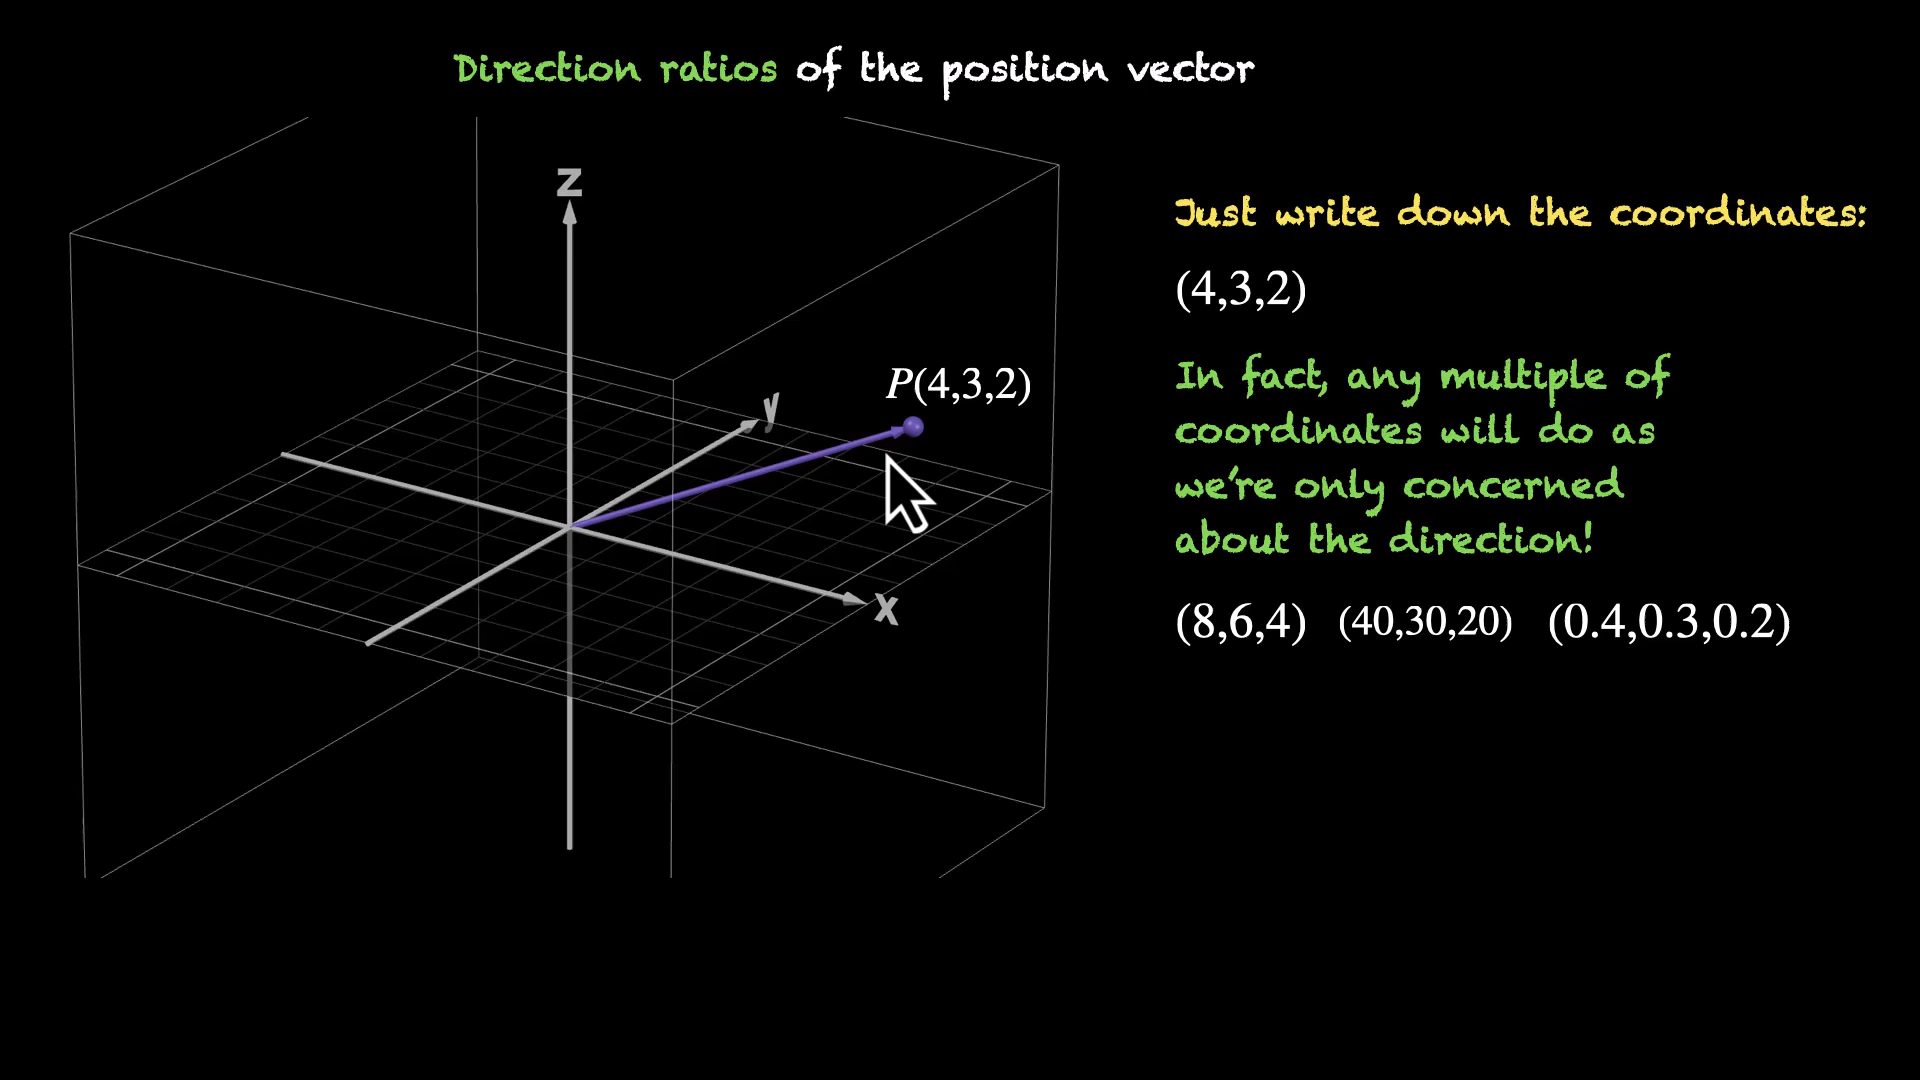 Direction ratios of the position vector
z
Just write down the coordinates:
(4,3,2)
P(4,3,2)
y
In fact, any multiple of
coordinates will do as
we're only concerned
about the direction!
x
(8,6,4) (40,30,20) (0.4,0.3,0.2)